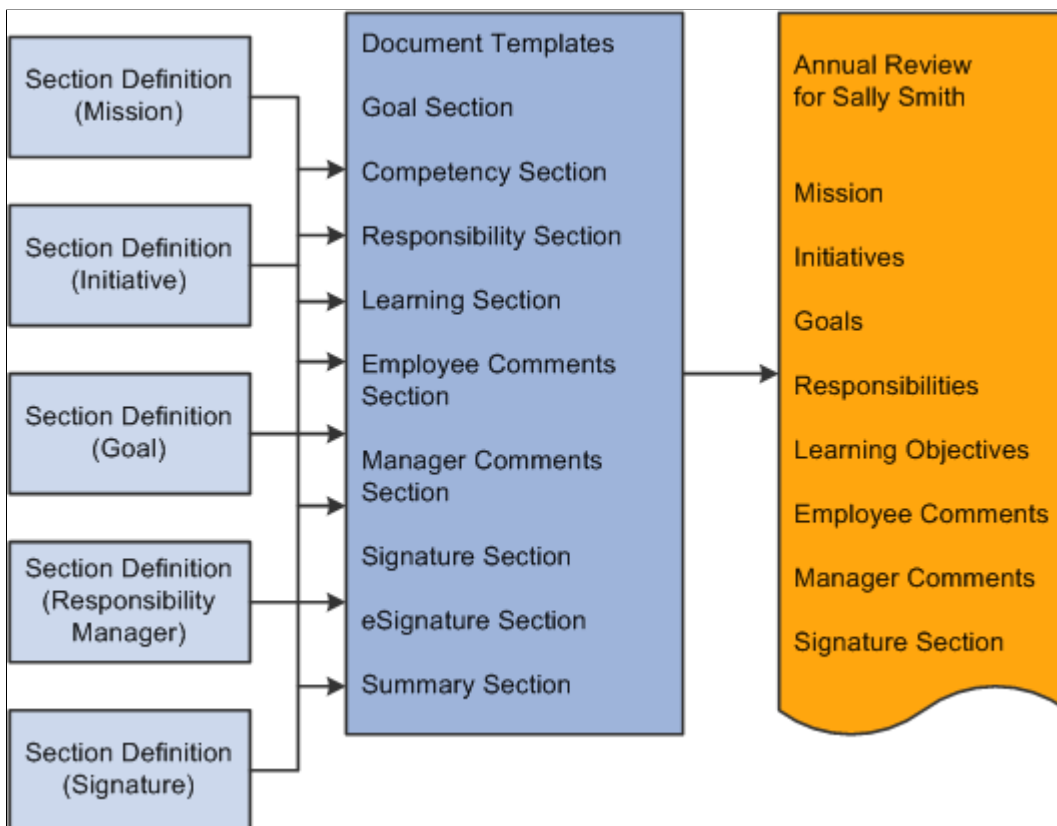 Section Definition
(Mission)
Section Definition
(Initiative)
Section Definition
(Goal)
Section Definition
(Responsibility
Manager)
Section Definition
(Signature)
Document Templates
Goal Section
Competency Section
Responsibility Section
Learning Section
Employee Comments
Section
Manager Comments
Section
Signature Section
eSignature Section
Summary Section
Annual Review
for Sally Smith
Mission
Initiatives
Goals
Responsibilities
Learning Objectives
Employee Comments
Manager Comments
Signature Section